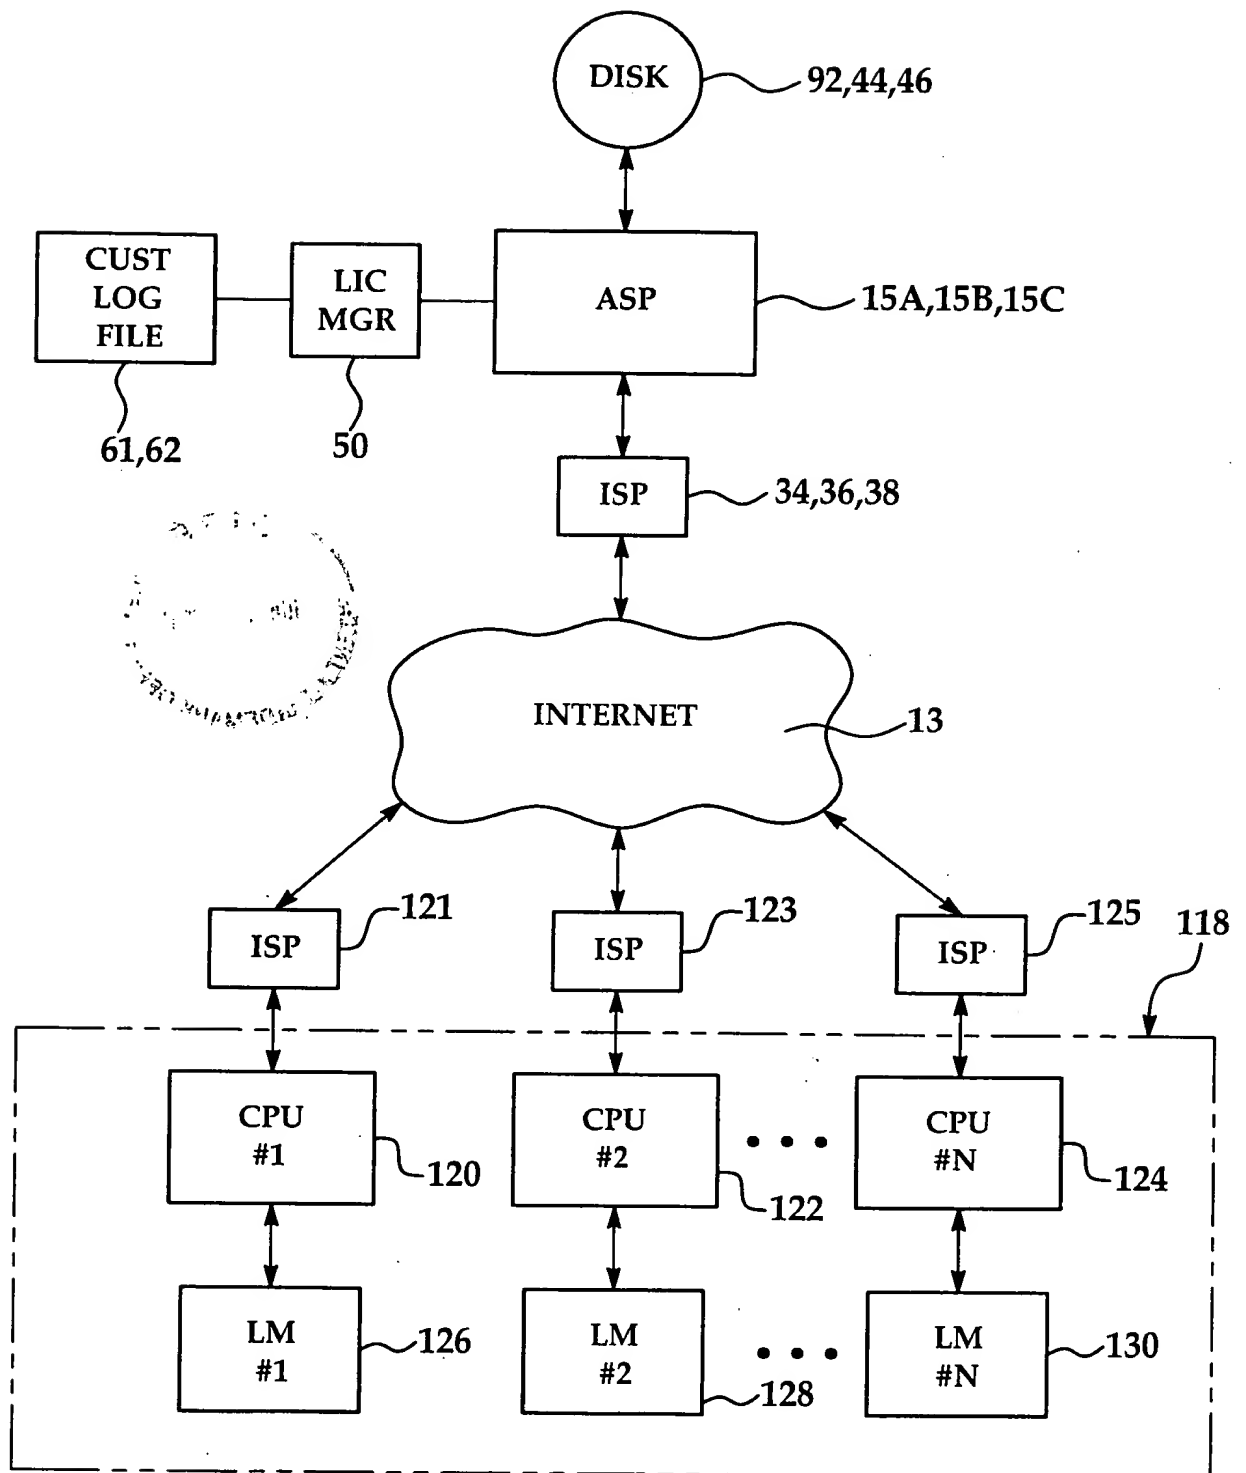 DISK
92,44,46
CUST
LOG
FILE
LIC
MGR
ASP
15A,15B,15C
61,62
50
ISP
34,36,38
INTERNET
13
121
123
125
118
ISP
ISP
ISP
CPU
#1
CPU
#2
CPU
#N
120
122
124
LM
#1
LM
#2
LM
#N
126
128
130